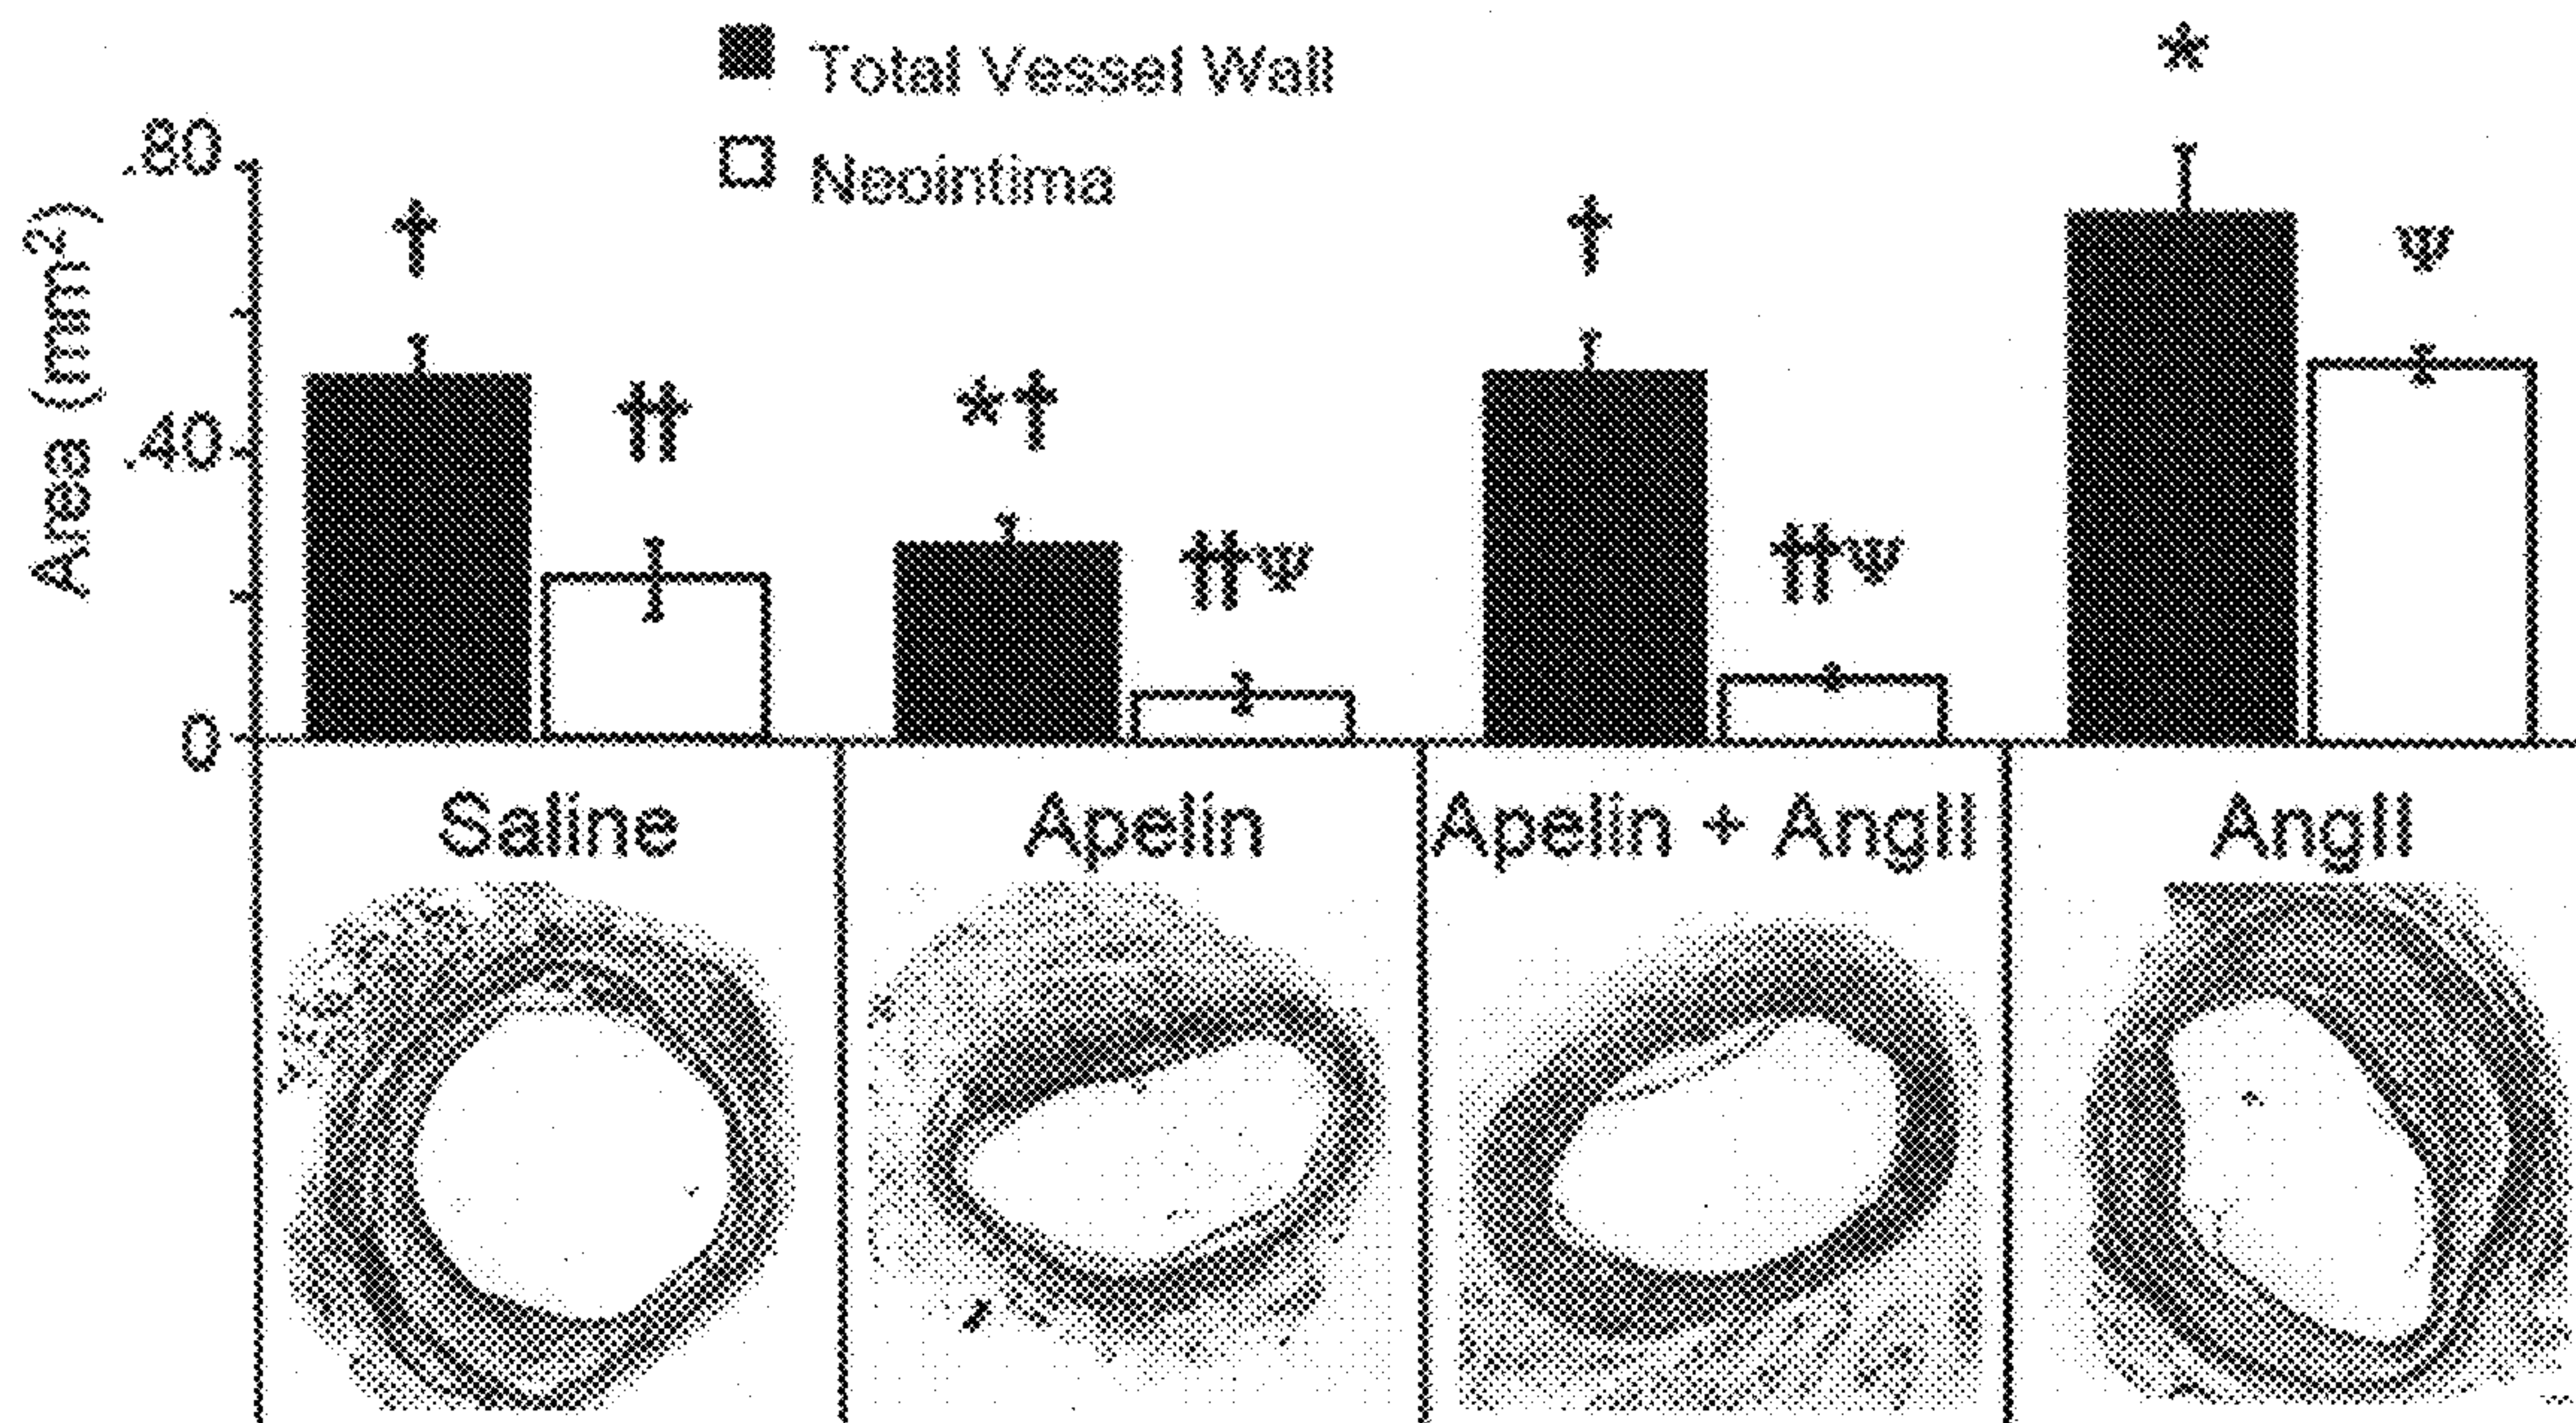 Total Vessel Wall
Neointima
Area (mm²)
.80
.40
0
†
††
*†
††ψ
†
††ψ
*
ψ
Saline
Apelin
Apelin + AngII
AngII